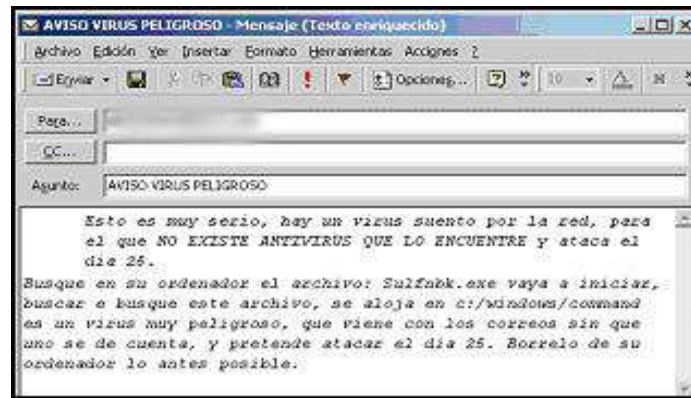 AVISO VIRUS PELIGROSO - Mensaje (Texto enriquecido)
Archivo Edición Ver Insertar Formato Herramientas Acciones ?
Enviar Opciones... 10 N
Para...
CC...
Asunto: AVISO VIRUS PELIGROSO
Esto es muy serio, hay un virus suento por la red, para
el que NO EXISTE ANTIVIRUS QUE LO ENCUENTRE y ataca el
dia 25.
Busque en su ordenador el archivo: Sulfnbk.exe vaya a iniciar,
buscar e busque este archivo, se aloja en c:/windows/command
es un virus muy peligroso, que viene con los correos sin que
uno se de cuenta, y pretende atacar el dia 25. Borrelo de su
ordenador lo antes posible.